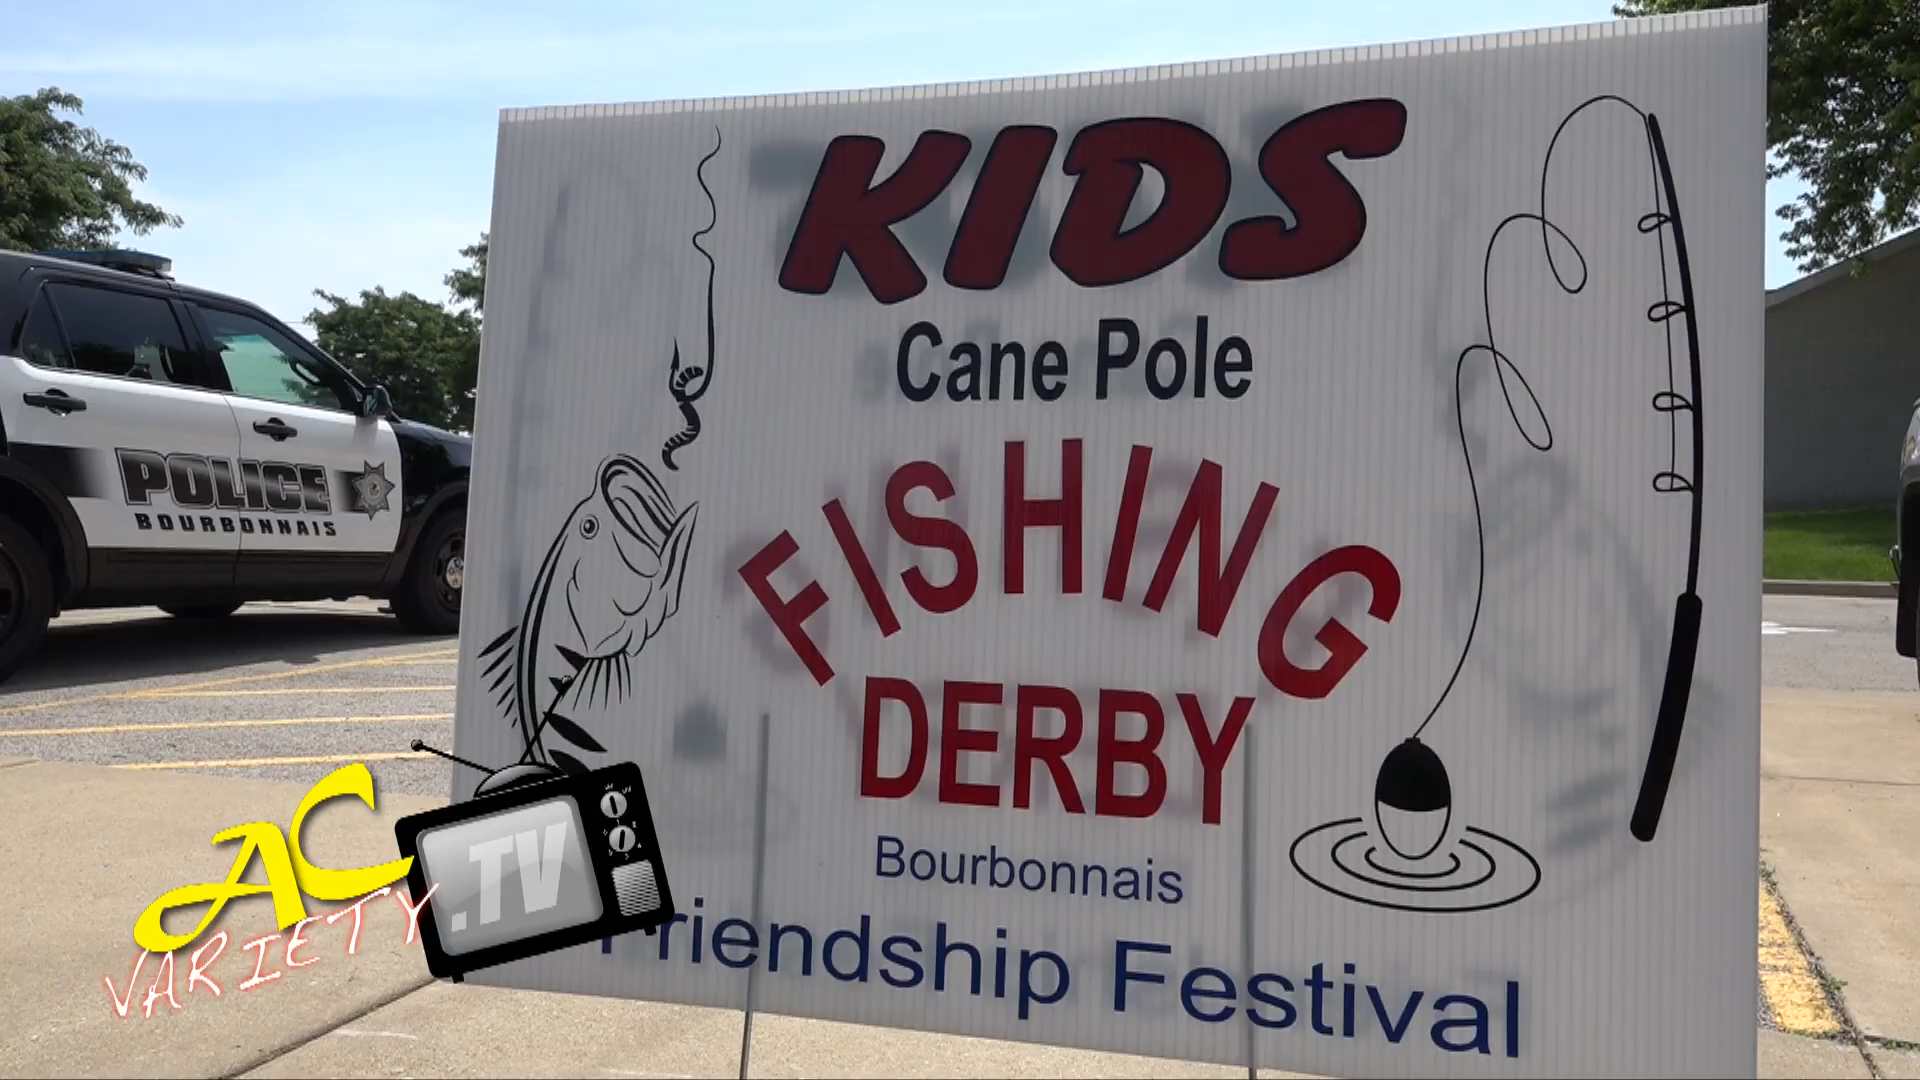 KIDS
Cane Pole
FISHING
DERBY
Bourbonnais
Friendship Festival
POLICE
BOURBONNAIS
AC
VARIETY
.TV